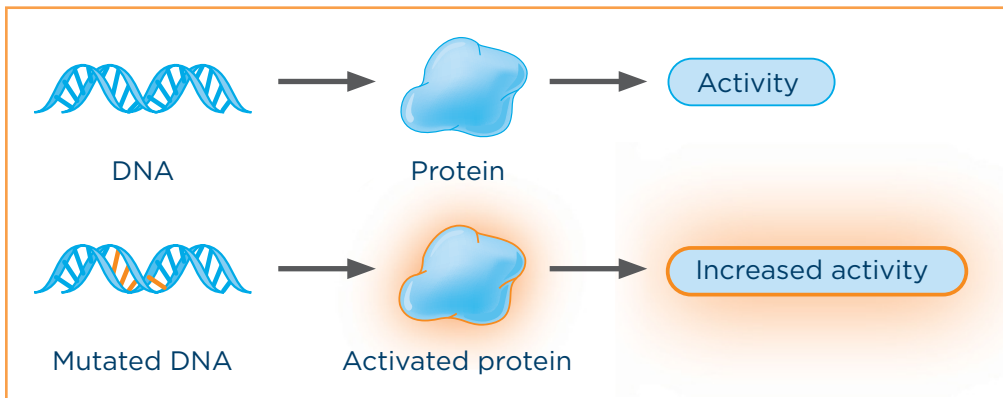 Activity
DNA
Protein
Increased activity
Mutated DNA
Activated protein